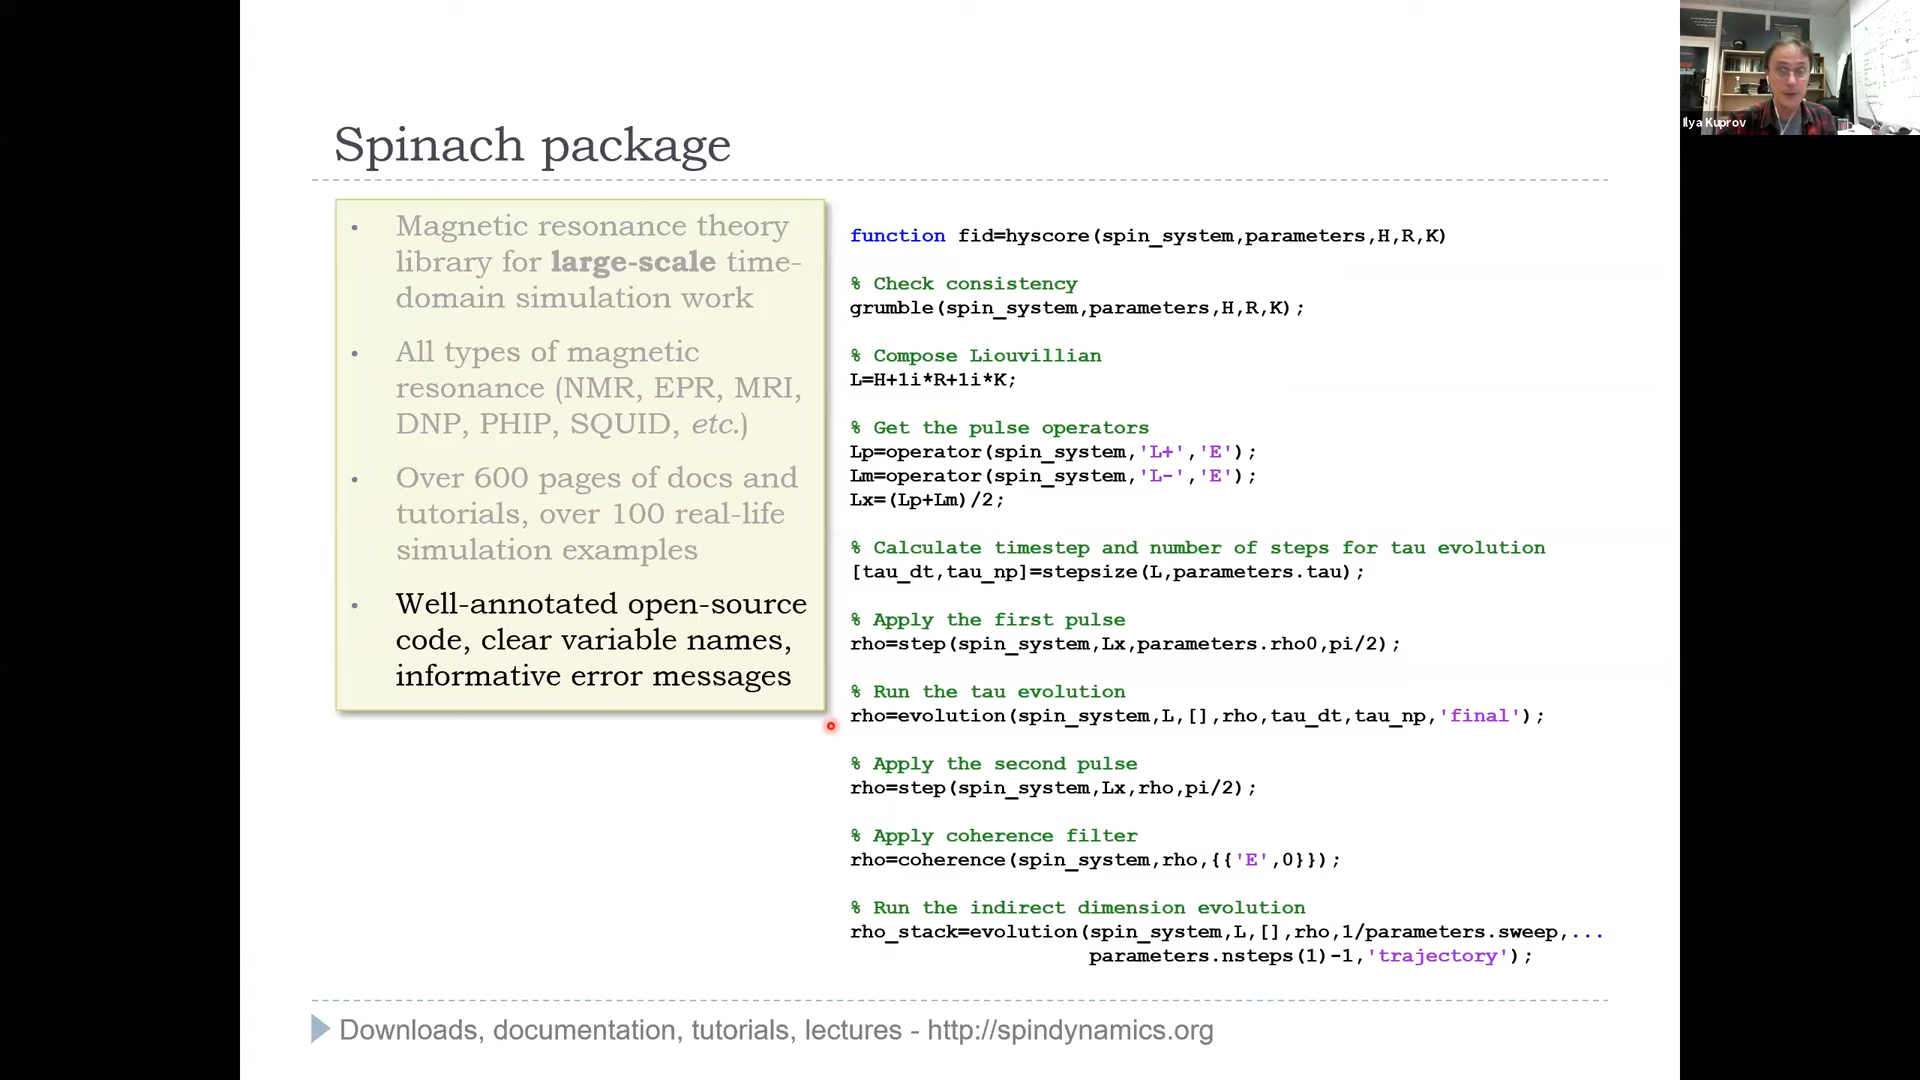 Spinach package
• Magnetic resonance theory
library for large-scale time-
domain simulation work
• All types of magnetic
resonance (NMR, EPR, MRI,
DNP, PHIP, SQUID, etc.)
• Over 600 pages of docs and
tutorials, over 100 real-life
simulation examples
• Well-annotated open-source
code, clear variable names,
informative error messages
function fid=hyscore(spin_system,parameters,H,R,K)
% Check consistency
grumble(spin_system,parameters,H,R,K);
% Compose Liouvillian
L=H+1i*R+1i*K;
% Get the pulse operators
Lp=operator(spin_system,'L+','E');
Lm=operator(spin_system,'L-','E');
Lx=(Lp+Lm)/2;
% Calculate timestep and number of steps for tau evolution
[tau_dt,tau_np]=stepsize(L,parameters.tau);
% Apply the first pulse
rho=step(spin_system,Lx,parameters.rho0,pi/2);
% Run the tau evolution
rho=evolution(spin_system,L,[],rho,tau_dt,tau_np,'final');
% Apply the second pulse
rho=step(spin_system,Lx,rho,pi/2);
% Apply coherence filter
rho=coherence(spin_system,rho,{{'E',0}});
% Run the indirect dimension evolution
rho_stack=evolution(spin_system,L,[],rho,1/parameters.sweep,...
parameters.nsteps(1)-1,'trajectory');
Downloads, documentation, tutorials, lectures - http://spindynamics.org
Ilya Kuprov